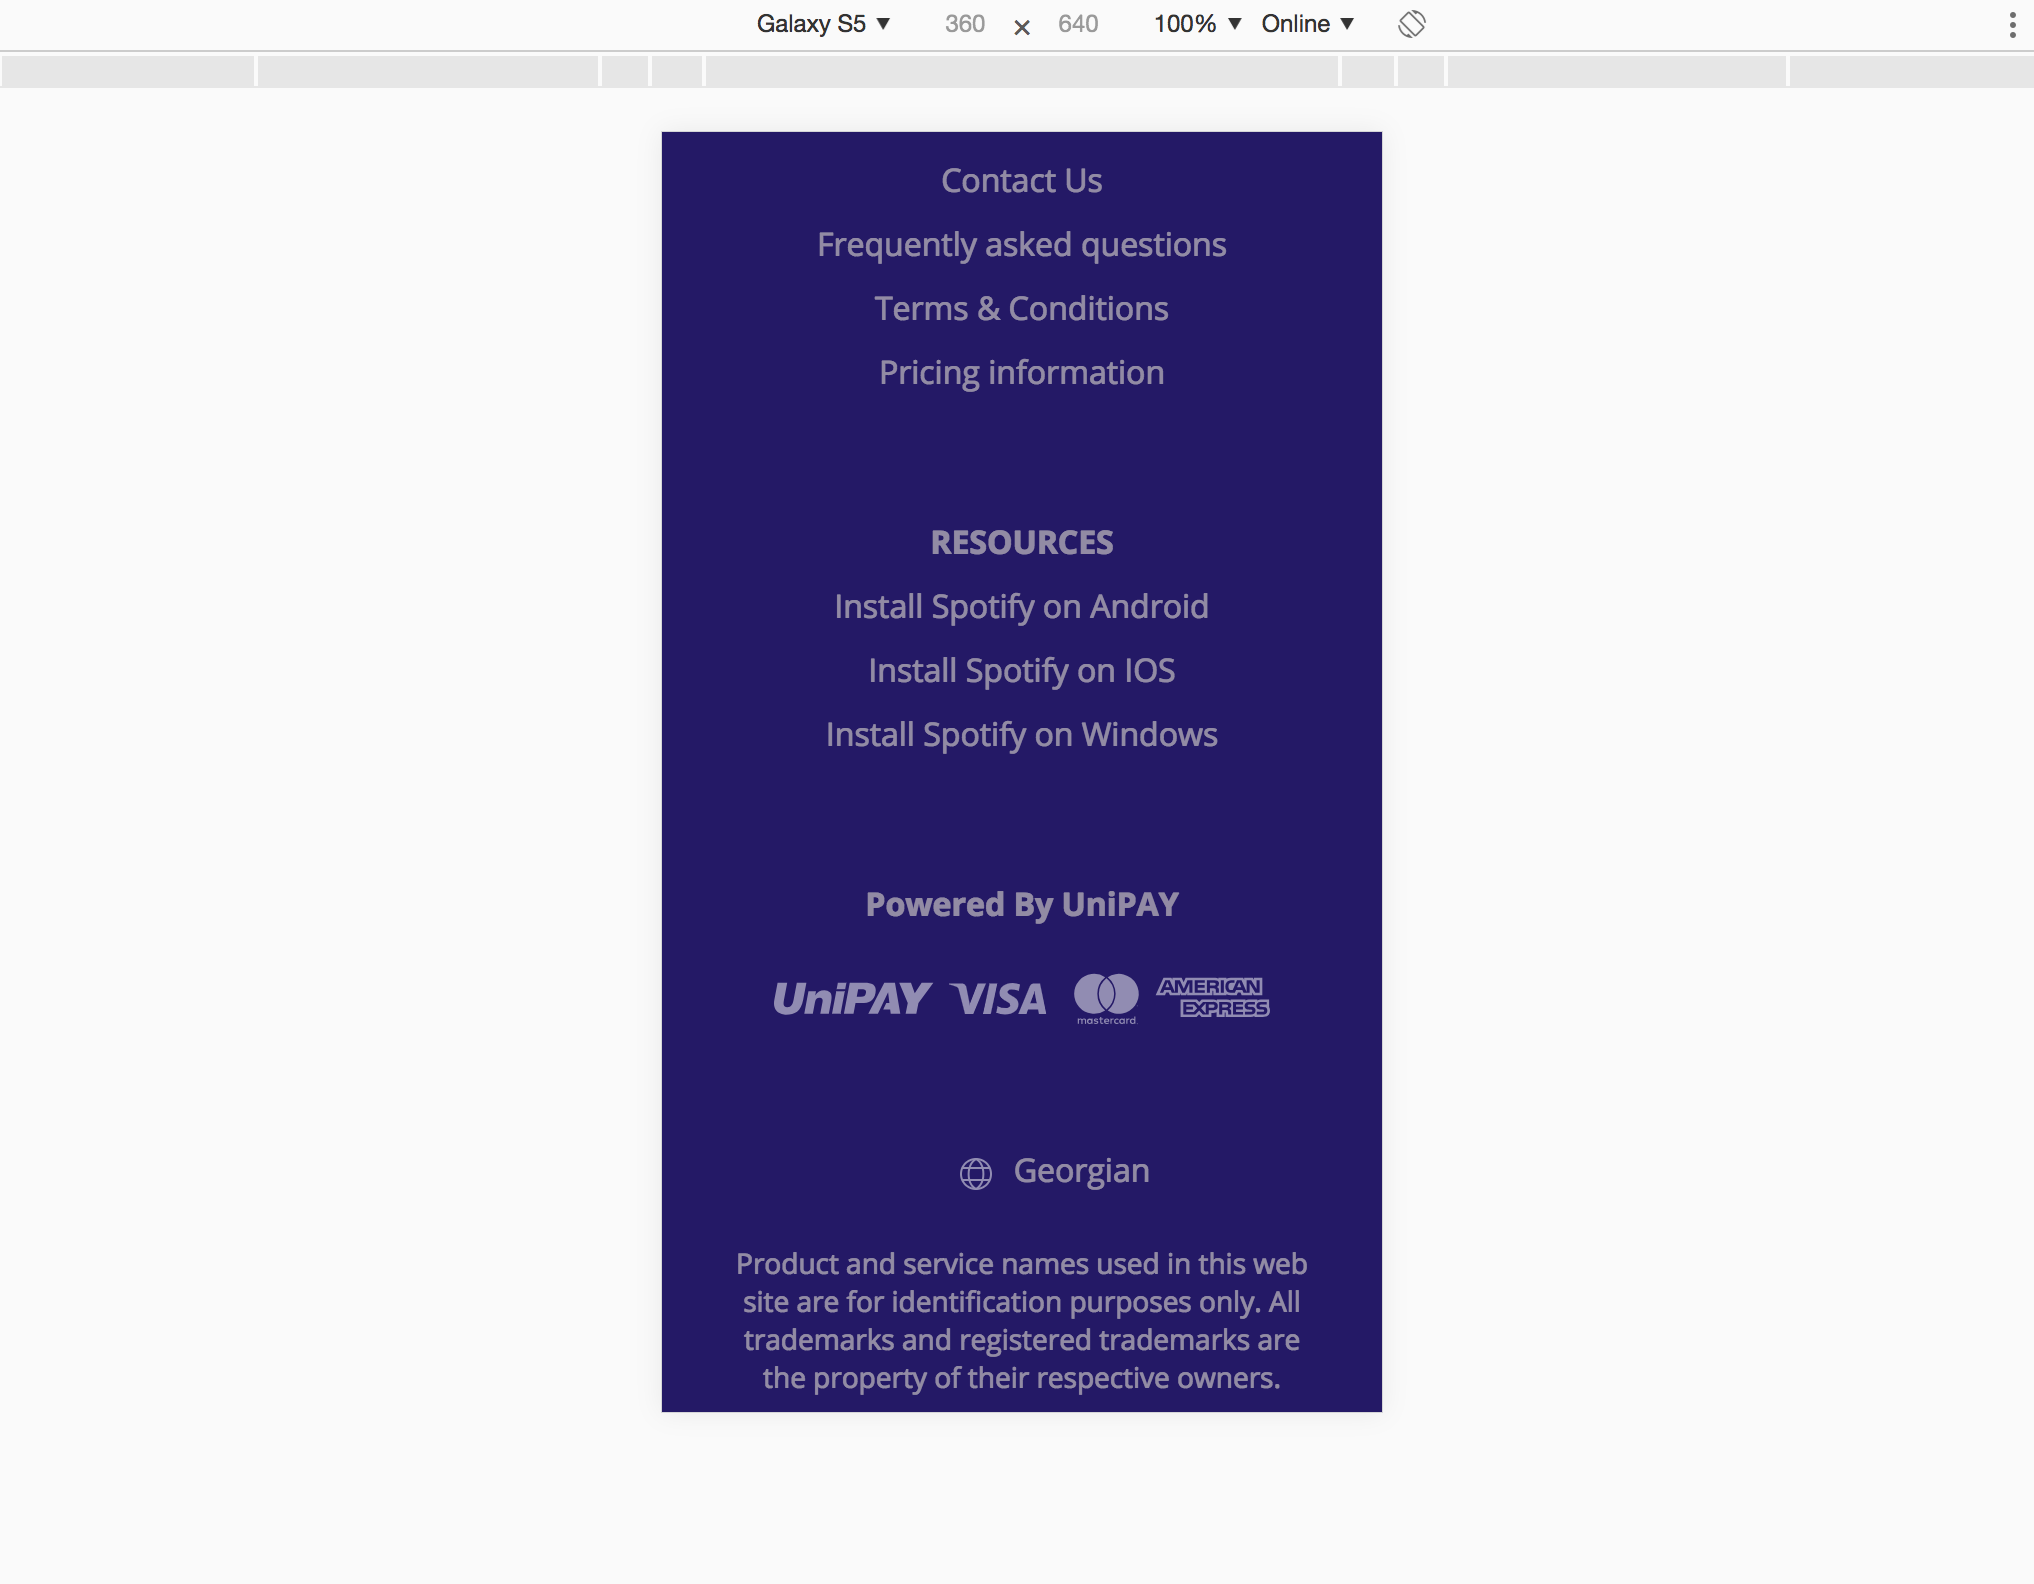 Galaxy S5 ▼ 360 × 640 100% ▼ Online ▼
Contact Us
Frequently asked questions
Terms & Conditions
Pricing information
RESOURCES
Install Spotify on Android
Install Spotify on IOS
Install Spotify on Windows
Powered By UniPAY
UniPAY VISA mastercard. AMERICAN EXPRESS
Georgian
Product and service names used in this web
site are for identification purposes only. All
trademarks and registered trademarks are
the property of their respective owners.